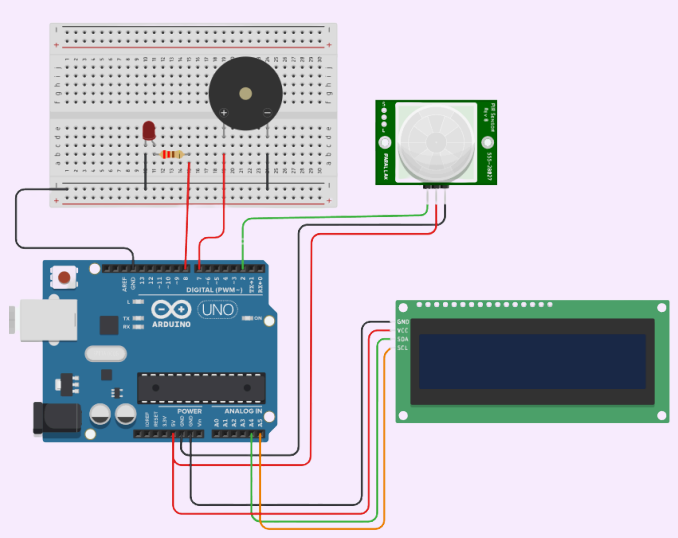 PIR Sensor
Rev B
PARALLAX
555-28027
AREF
GND
13
12
~11
~10
~9
8
7
~6
~5
4
~3
2
TX→1
RX←0
DIGITAL (PWM ~)
L
TX
RX
ARDUINO
UNO
ON
POWER
ANALOG IN
IOREF
RESET
3.3V
5V
GND
GND
Vin
A0
A1
A2
A3
A4
A5
GND
VCC
SDA
SCL